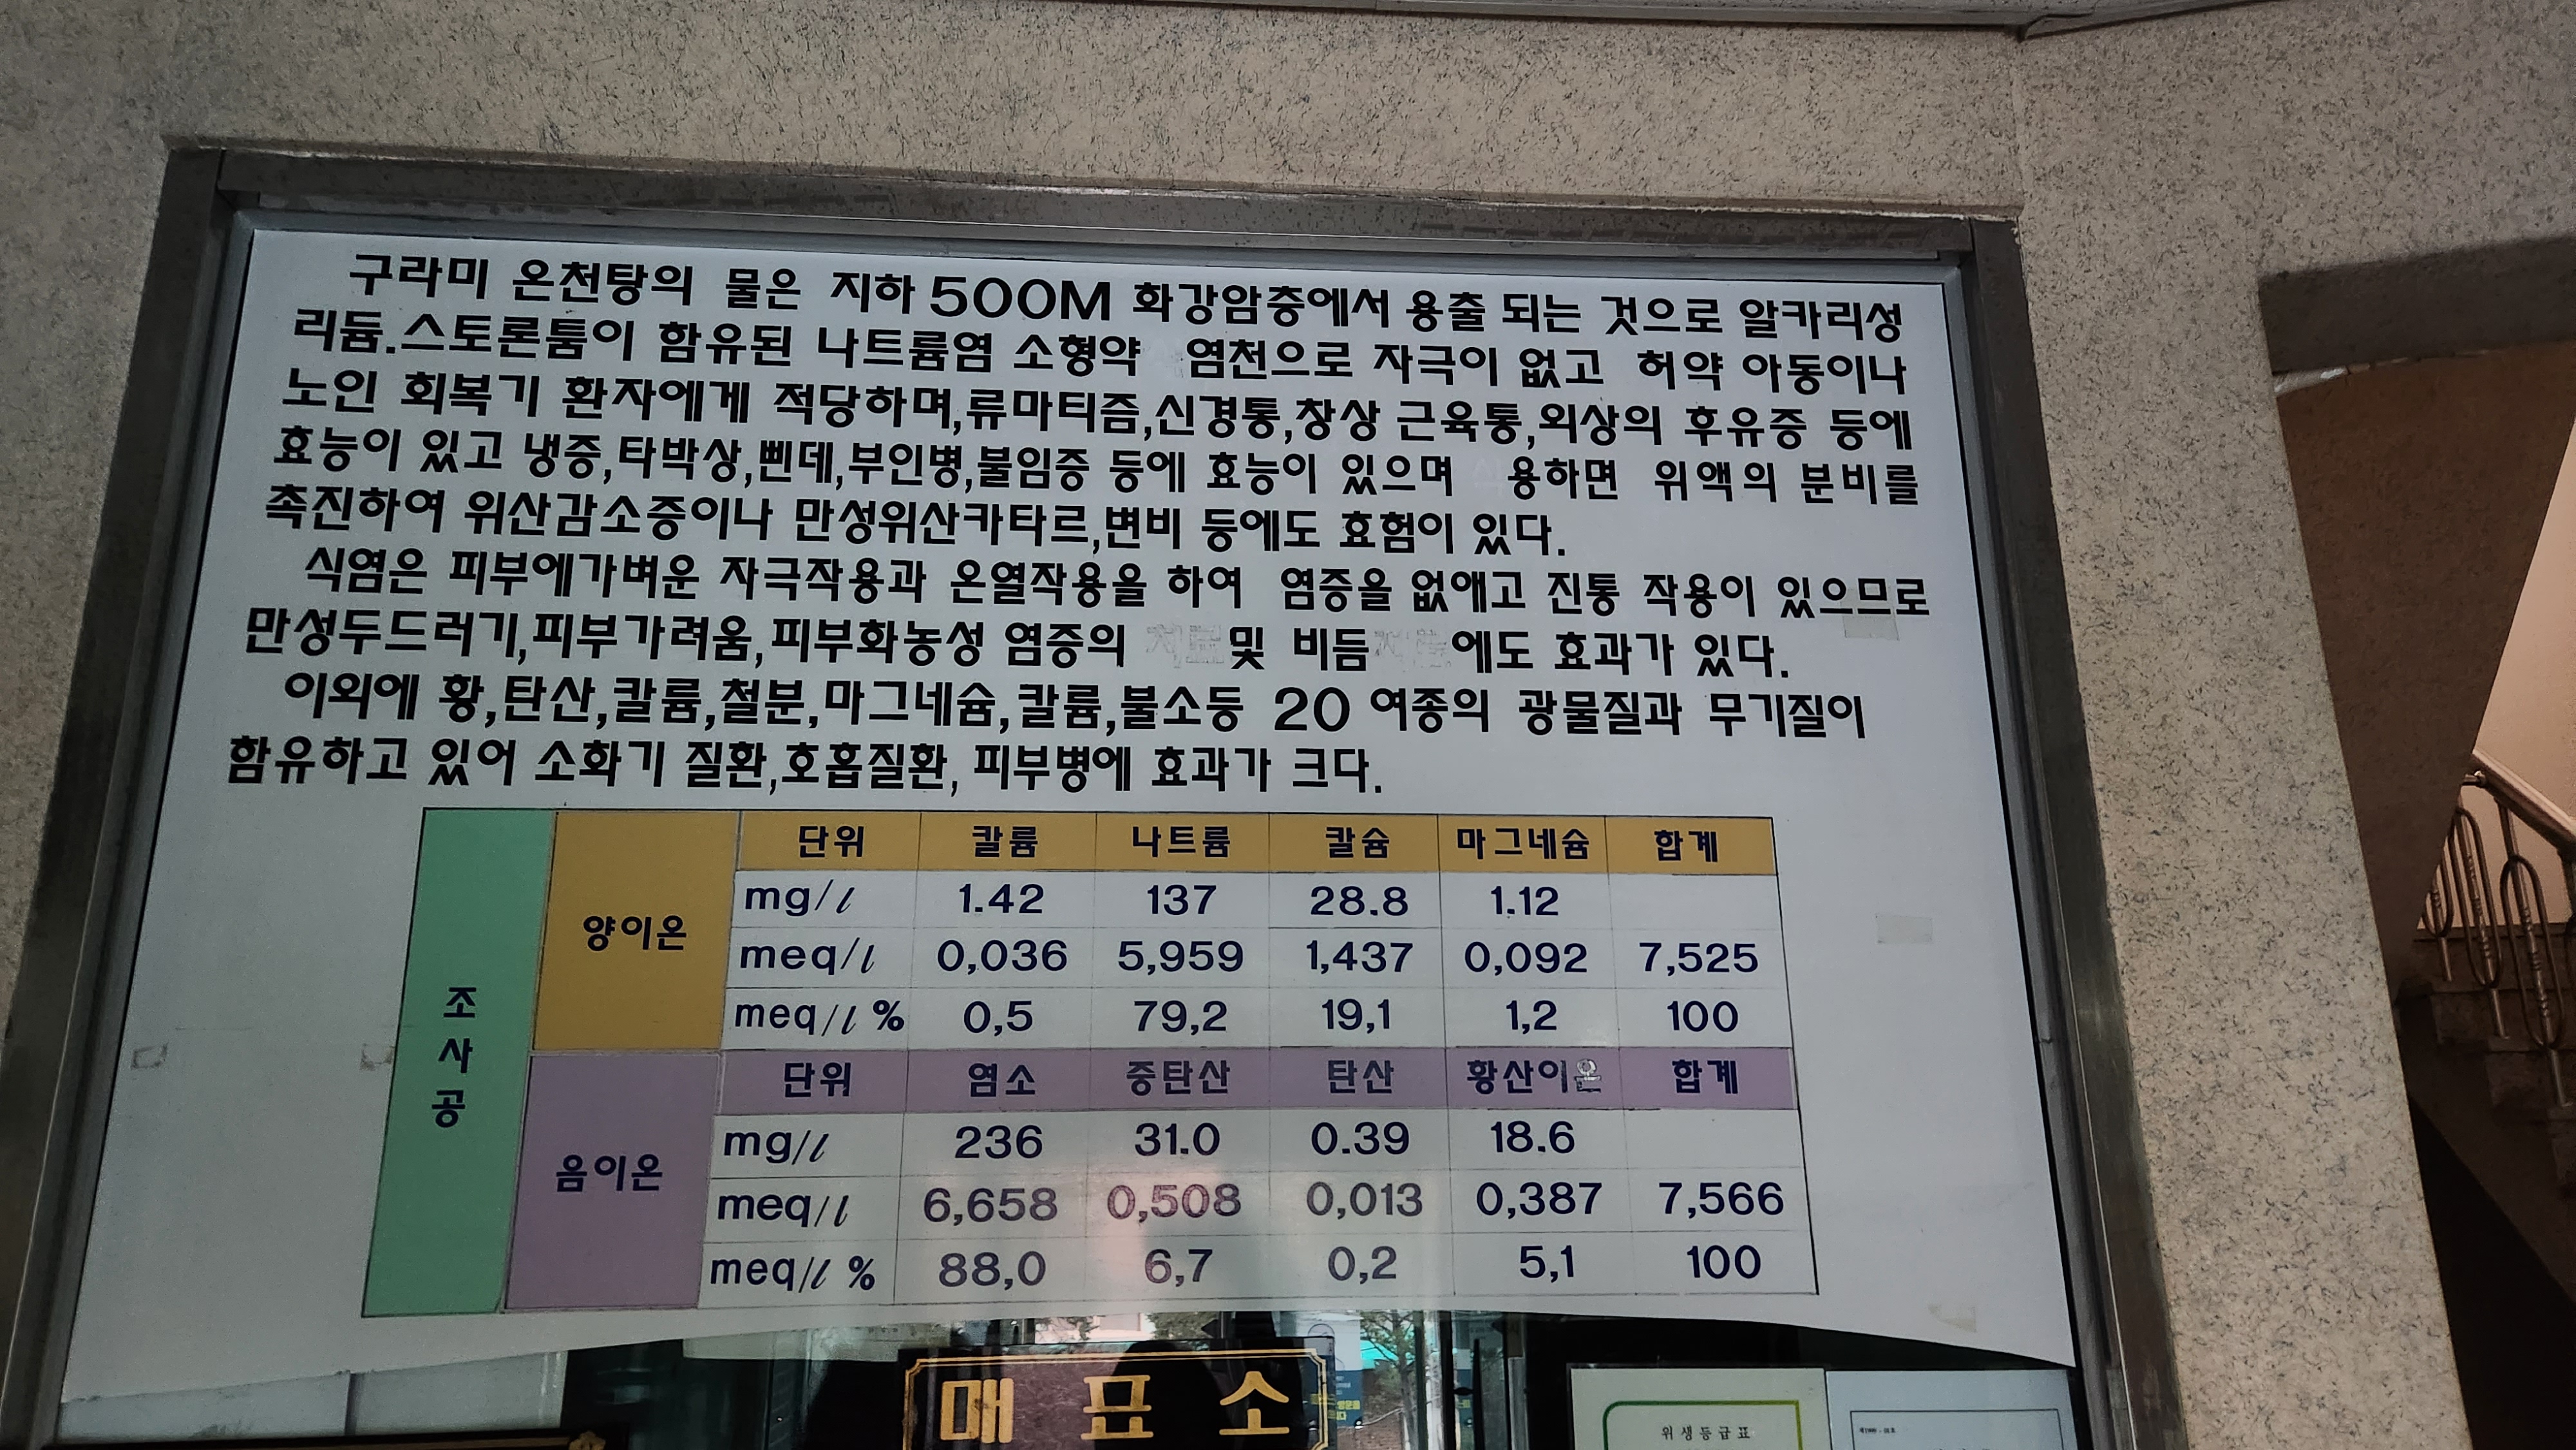 구라미 온천탕의 물은 지하 500M 화강암층에서 용출 되는 것으로 알카리성
리듐.스토론튬이 함유된 나트륨염 소형약 염천으로 자극이 없고 허약 아동이나
노인 회복기 환자에게 적당하며,류마티즘,신경통,창상 근육통,외상의 후유증 등에
효능이 있고 냉증,타박상,삔데,부인병,불임증 등에 효능이 있으며 용하면 위액의 분비를
촉진하여 위산감소증이나 만성위산카타르,변비 등에도 효험이 있다.
식염은 피부에가벼운 자극작용과 온열작용을 하여 염증을 없애고 진통 작용이 있으므로
만성두드러기,피부가려움,피부화농성 염증의 및 비듬 에도 효과가 있다.
이외에 황,탄산,칼륨,철분,마그네슘,칼륨,불소등 20 여종의 광물질과 무기질이
함유하고 있어 소화기 질환,호흡질환, 피부병에 효과가 크다.
조사공
양이온
단위 칼륨 나트륨 칼슘 마그네슘 합계
mg/l 1.42 137 28.8 1.12
meq/l 0,036 5,959 1,437 0,092 7,525
meq/l % 0,5 79,2 19,1 1,2 100
음이온
단위 염소 중탄산 탄산 황산이온 합계
mg/l 236 31.0 0.39 18.6
meq/l 6,658 0,508 0,013 0,387 7,566
meq/l % 88,0 6,7 0,2 5,1 100
매표소
위생등급표